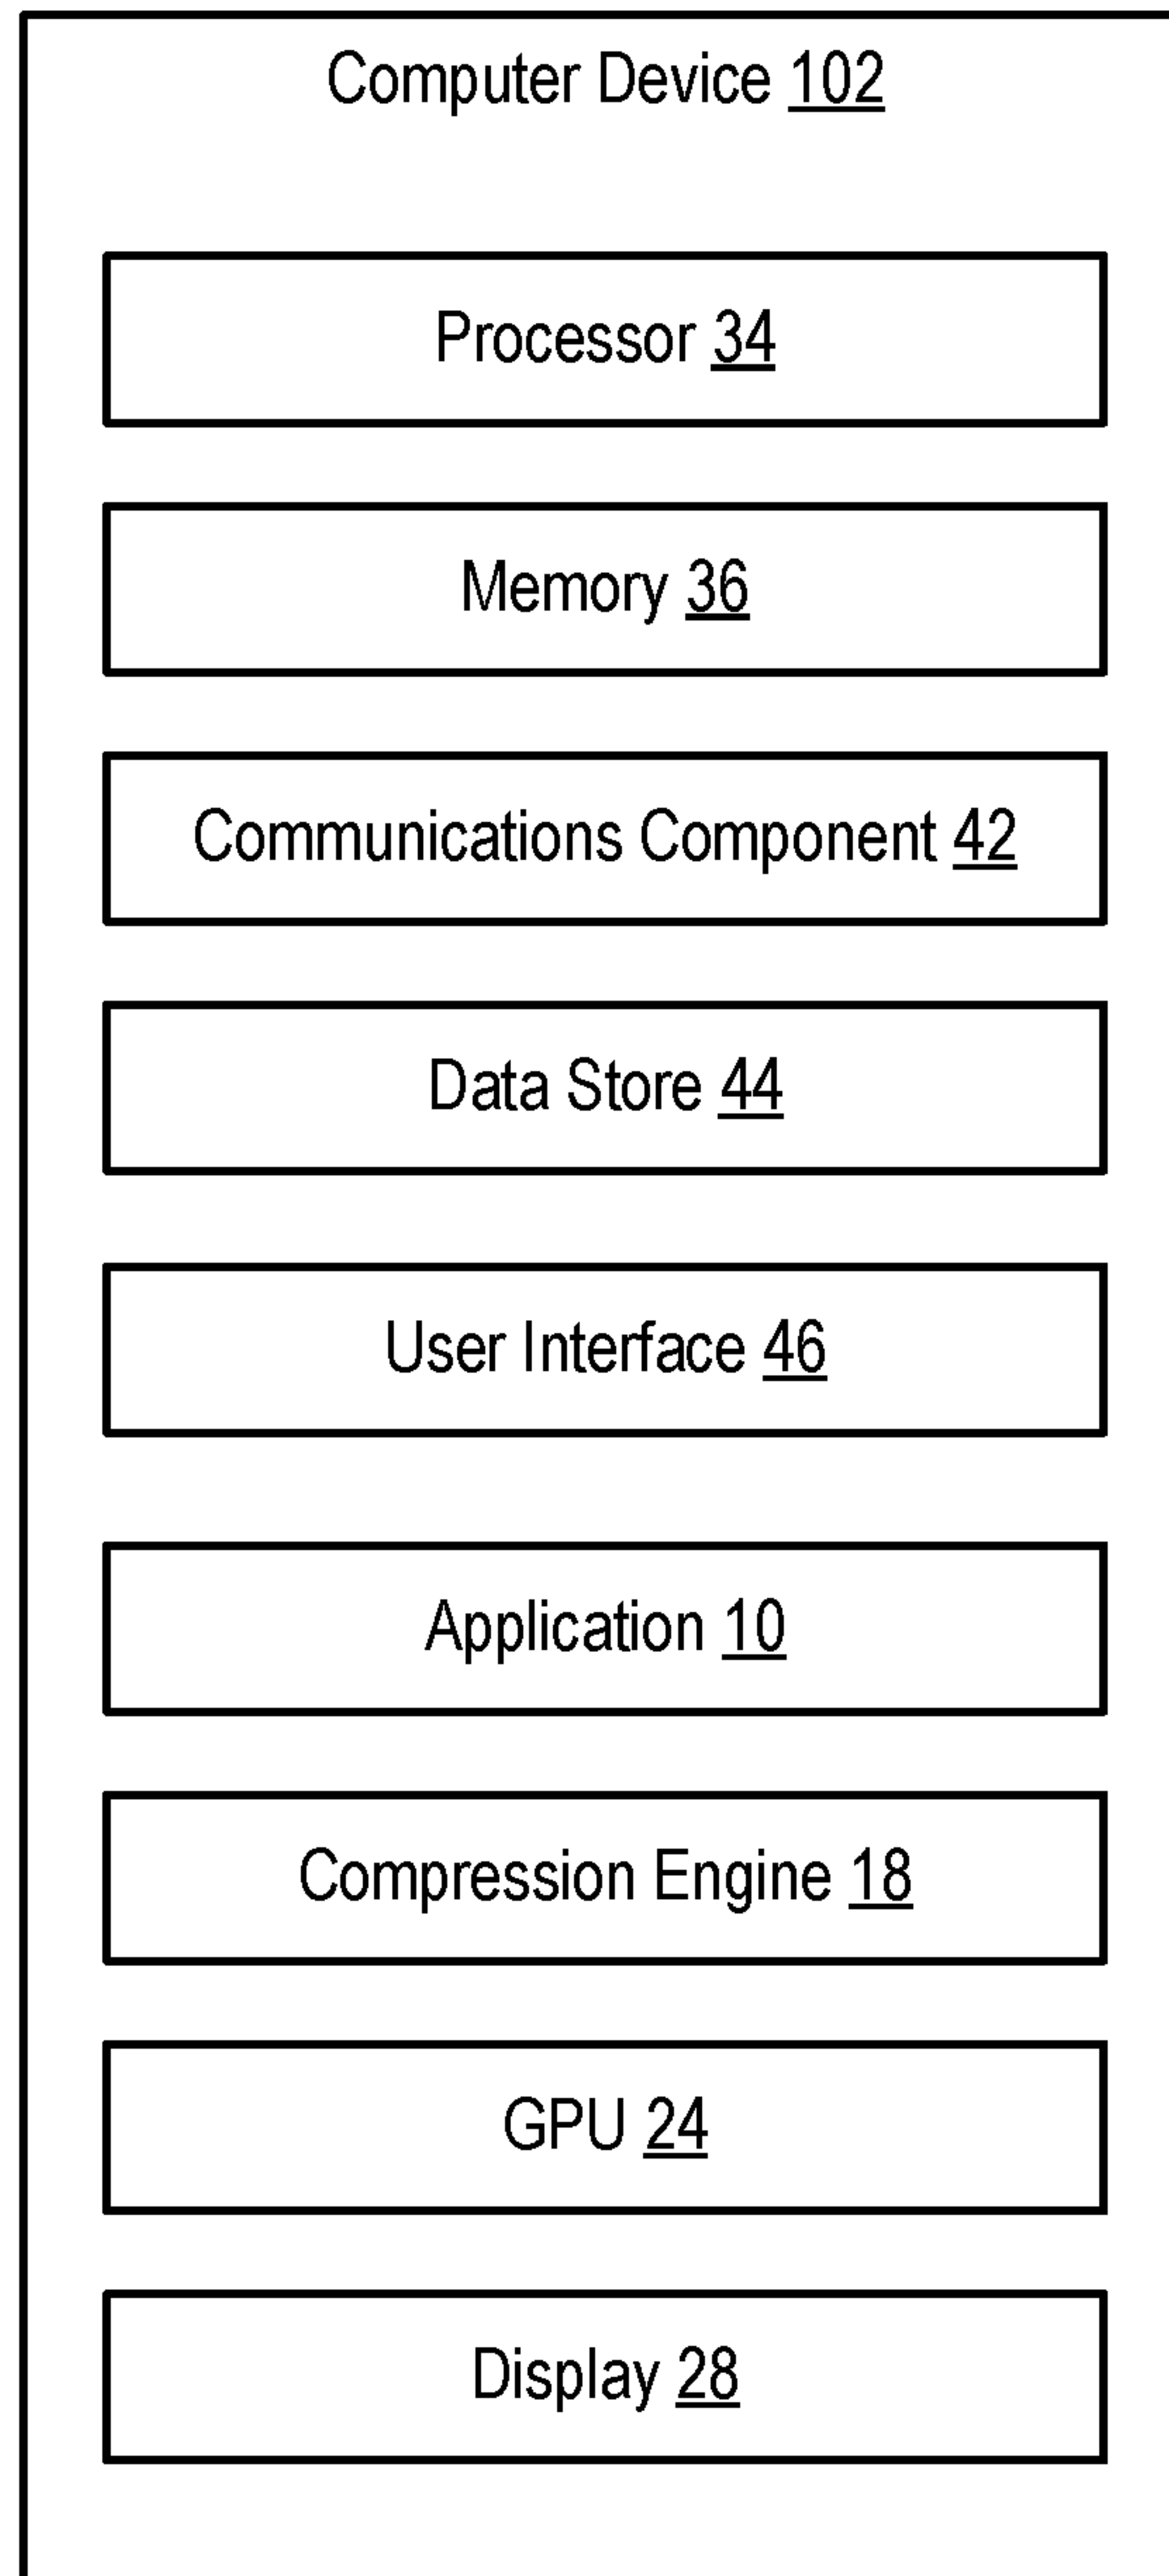 Computer Device 102
Processor 34
Memory 36
Communications Component 42
Data Store 44
User Interface 46
Application 10
Compression Engine 18
GPU 24
Display 28